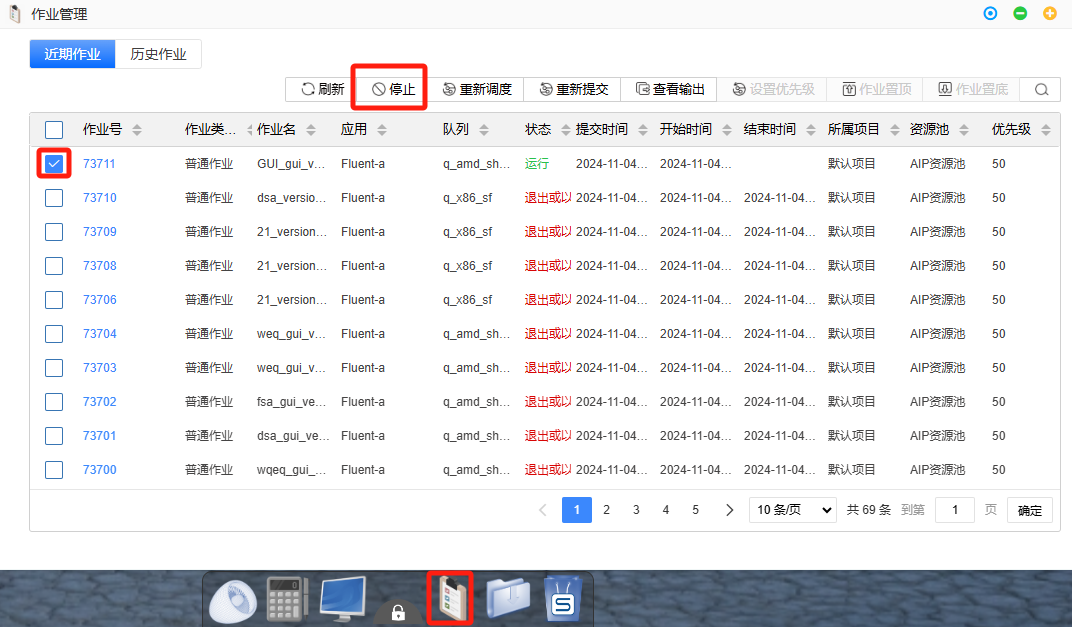 作业管理
近期作业 历史作业
刷新 停止 重新调度 重新提交 查看输出 设置优先级 作业置顶 作业置底
作业号 作业类... 作业名 应用 队列 状态 提交时间 开始时间 结束时间 所属项目 资源池 优先级
73711 普通作业 GUI_gui_v... Fluent-a q_amd_sh... 运行 2024-11-04... 2024-11-04... 默认项目 AIP资源池 50
73710 普通作业 dsa_versio... Fluent-a q_x86_sf 退出或以 2024-11-04... 2024-11-04... 2024-11-04... 默认项目 AIP资源池 50
73709 普通作业 21_version... Fluent-a q_x86_sf 退出或以 2024-11-04... 2024-11-04... 2024-11-04... 默认项目 AIP资源池 50
73708 普通作业 21_version... Fluent-a q_x86_sf 退出或以 2024-11-04... 2024-11-04... 2024-11-04... 默认项目 AIP资源池 50
73706 普通作业 21_version... Fluent-a q_x86_sf 退出或以 2024-11-04... 2024-11-04... 2024-11-04... 默认项目 AIP资源池 50
73704 普通作业 weq_gui_v... Fluent-a q_amd_sh... 退出或以 2024-11-04... 2024-11-04... 2024-11-04... 默认项目 AIP资源池 50
73703 普通作业 weq_gui_v... Fluent-a q_amd_sh... 退出或以 2024-11-04... 2024-11-04... 2024-11-04... 默认项目 AIP资源池 50
73702 普通作业 fsa_gui_ve... Fluent-a q_amd_sh... 退出或以 2024-11-04... 2024-11-04... 2024-11-04... 默认项目 AIP资源池 50
73701 普通作业 dsa_gui_ve... Fluent-a q_amd_sh... 退出或以 2024-11-04... 2024-11-04... 2024-11-04... 默认项目 AIP资源池 50
73700 普通作业 wqeq_gui_... Fluent-a q_amd_sh... 退出或以 2024-11-04... 2024-11-04... 2024-11-04... 默认项目 AIP资源池 50
1 2 3 4 5 10 条/页 共 69 条 到第 1 页 确定
S